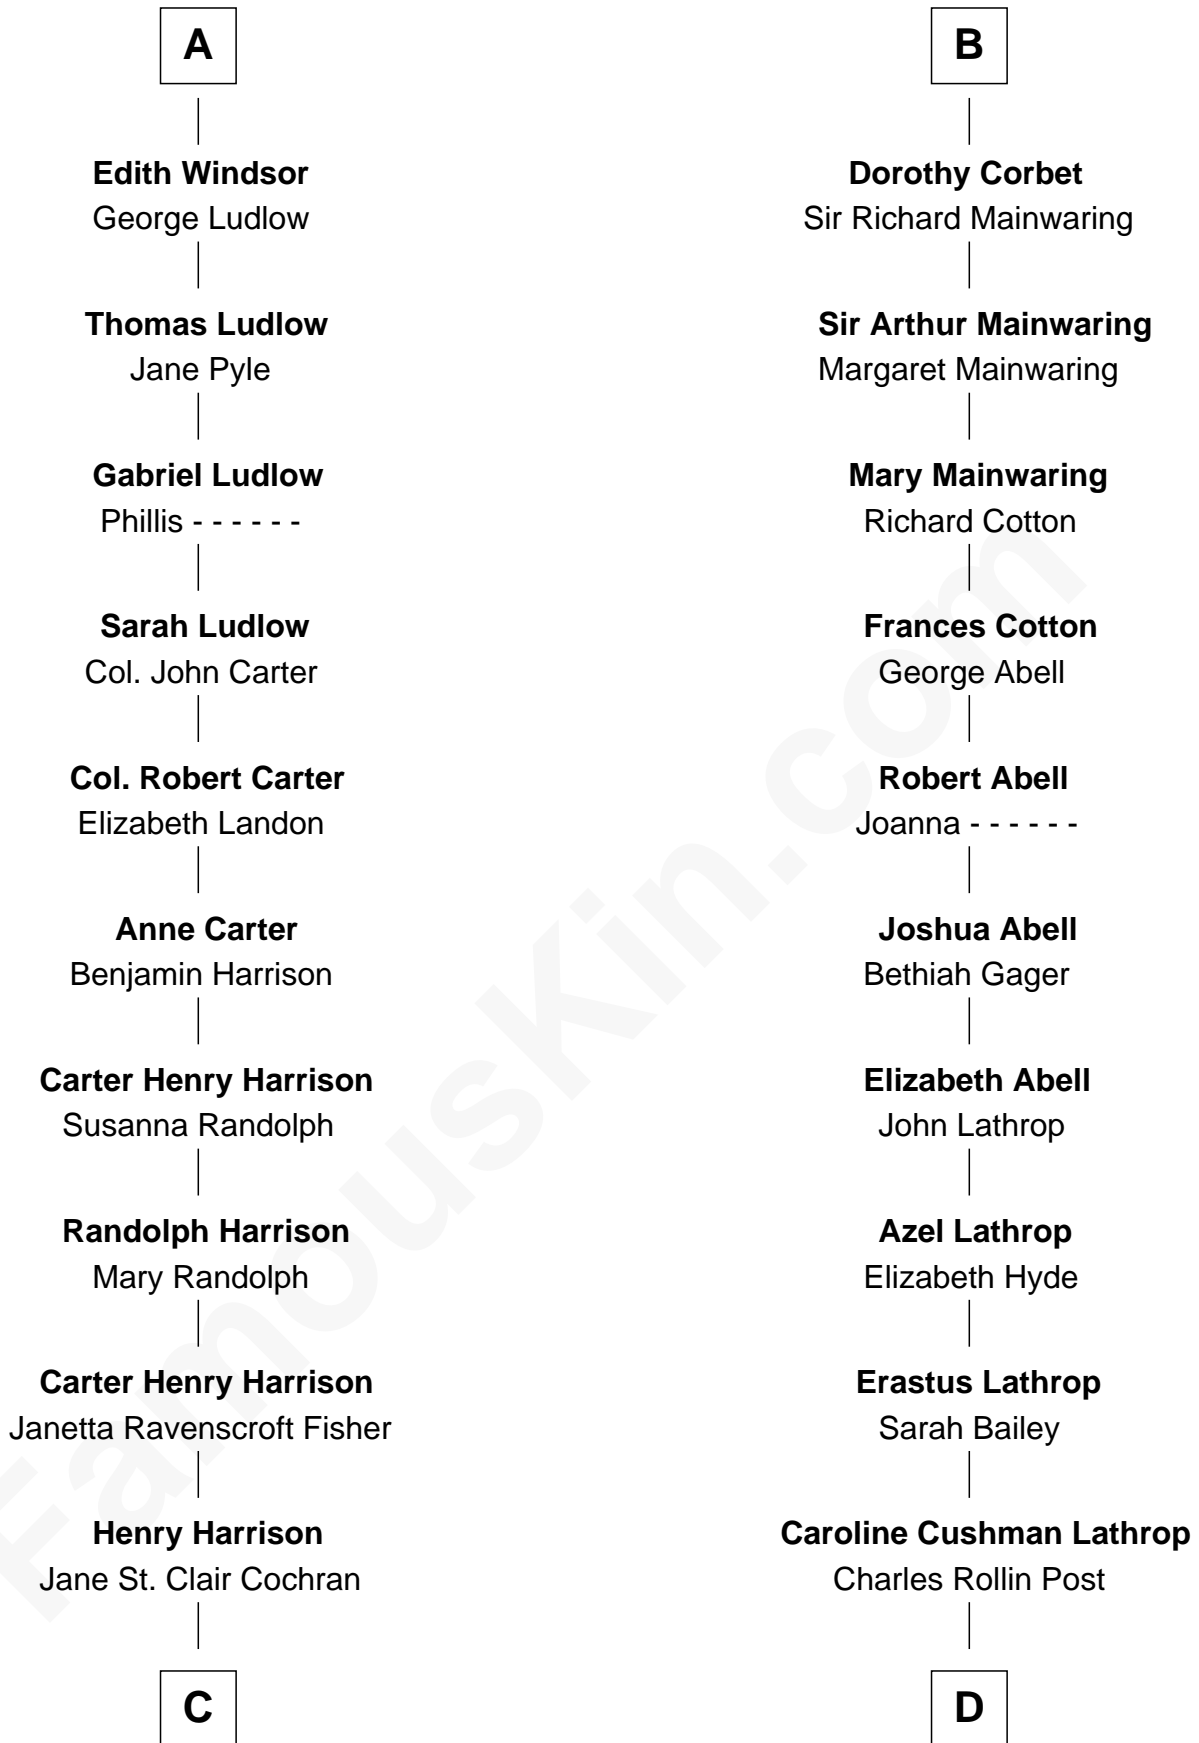 A
Edith Windsor
George Ludlow
Thomas Ludlow
Jane Pyle
Gabriel Ludlow
Phillis - - - - - -
Sarah Ludlow
Col. John Carter
Col. Robert Carter
Elizabeth Landon
Anne Carter
Benjamin Harrison
Carter Henry Harrison
Susanna Randolph
Randolph Harrison
Mary Randolph
Carter Henry Harrison
Janetta Ravenscroft Fisher
Henry Harrison
Jane St. Clair Cochran
C
B
Dorothy Corbet
Sir Richard Mainwaring
Sir Arthur Mainwaring
Margaret Mainwaring
Mary Mainwaring
Richard Cotton
Frances Cotton
George Abell
Robert Abell
Joanna - - - - - -
Joshua Abell
Bethiah Gager
Elizabeth Abell
John Lathrop
Azel Lathrop
Elizabeth Hyde
Erastus Lathrop
Sarah Bailey
Caroline Cushman Lathrop
Charles Rollin Post
D
FamousKin.com